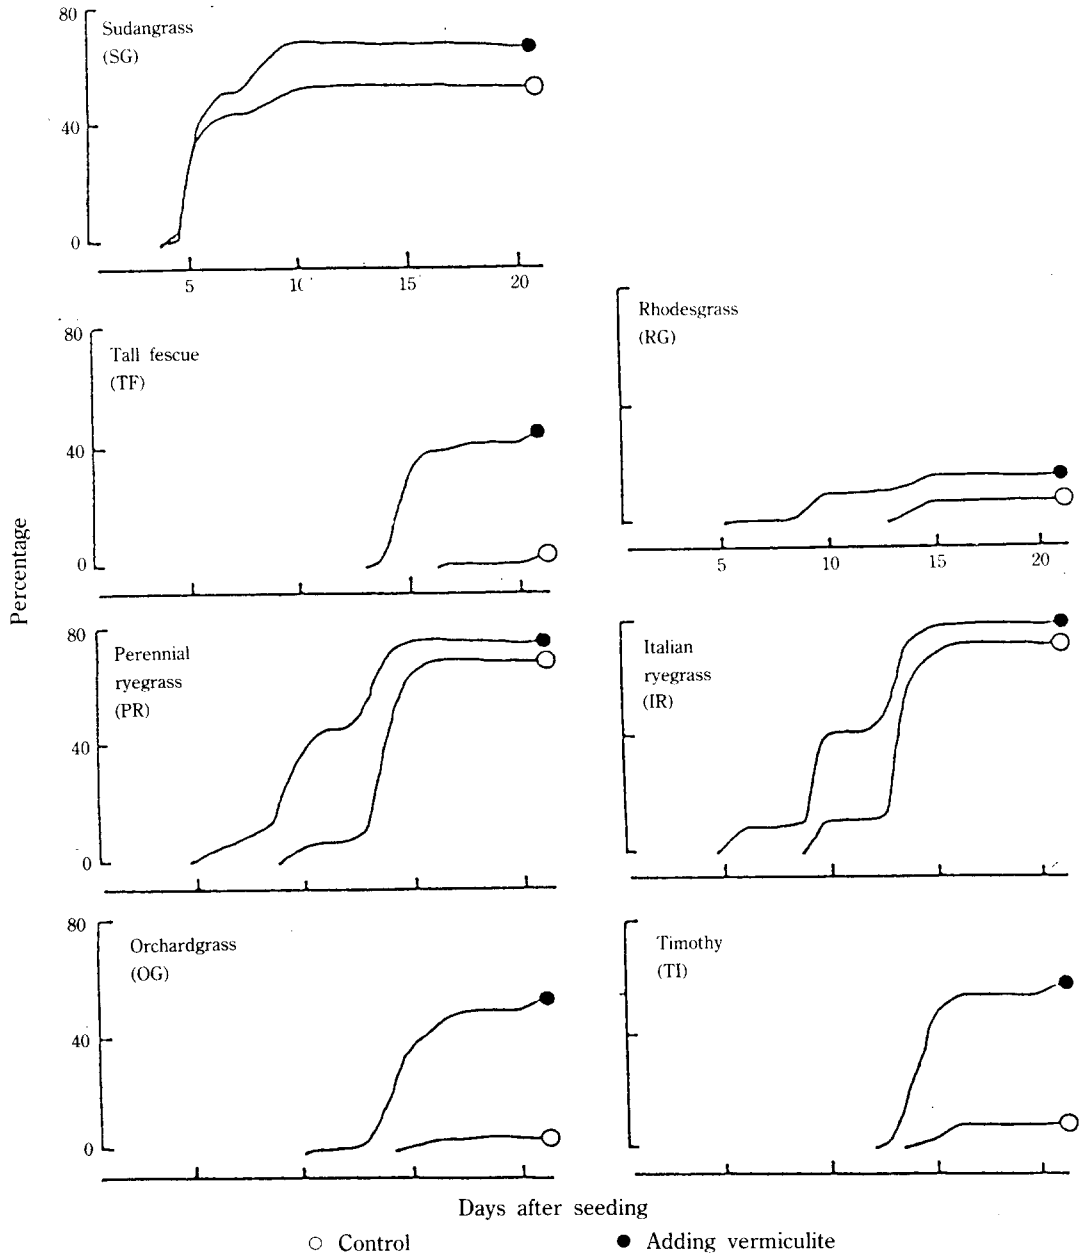 80
Sudangrass
(SG)
40
0
5
10
15
20
Rhodesgrass
(RG)
5
10
15
20
80
Tall fescue
(TF)
40
0
Percentage
80
Perennial
ryegrass
(PR)
40
0
Italian
ryegrass
(IR)
80
Orchardgrass
(OG)
40
0
Timothy
(TI)
Days after seeding
○ Control
● Adding vermiculite